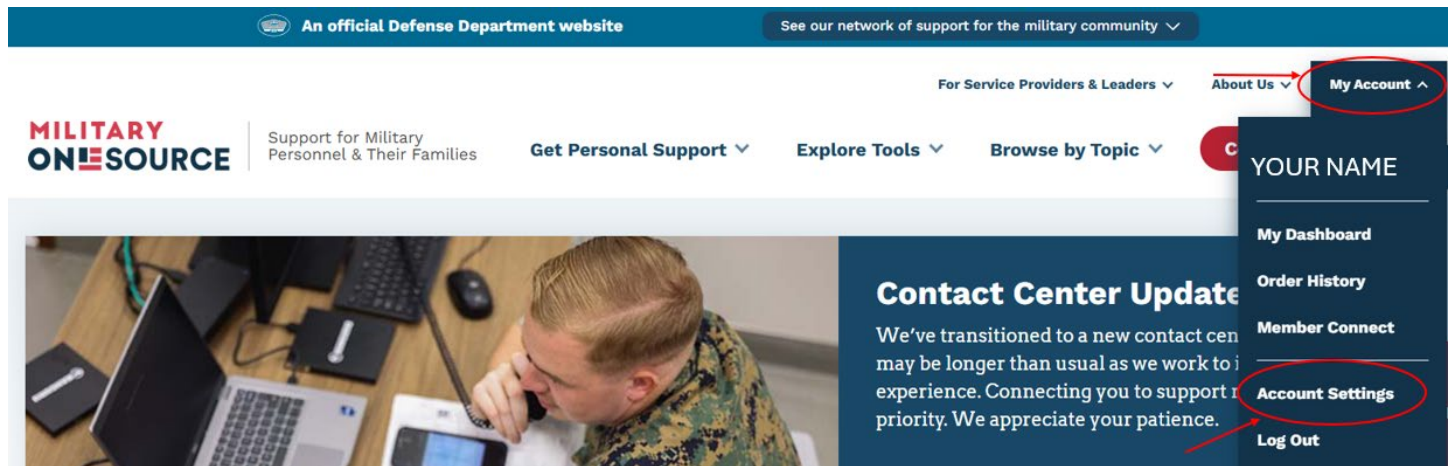 An official Defense Department website
See our network of support for the military community
For Service Providers & Leaders
About Us
My Account
MILITARY
ONESOURCE
Support for Military
Personnel & Their Families
Get Personal Support
Explore Tools
Browse by Topic
YOUR NAME
My Dashboard
Order History
Member Connect
Account Settings
Log Out
Contact Center Update
We've transitioned to a new contact
may be longer than usual as we work to
experience. Connecting you to support
priority. We appreciate your patience.